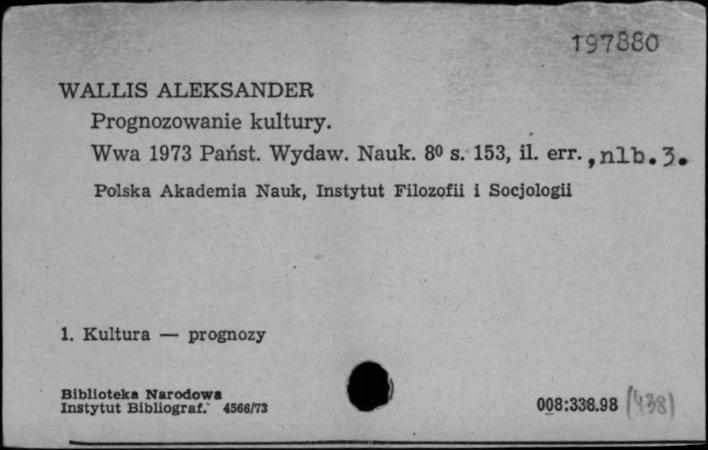 197880
WALLIS ALEKSANDER
Prognozowanie kultury.
Wwa 1973 Państ. Wydaw. Nauk. 8⁰ s. 153, il. err., nlb. 3.
Polska Akademia Nauk, Instytut Filozofii i Socjologii
1. Kultura — prognozy
Biblioteka Narodowa
Instytut Bibliograf. 4566/73
008:338.98 (438)